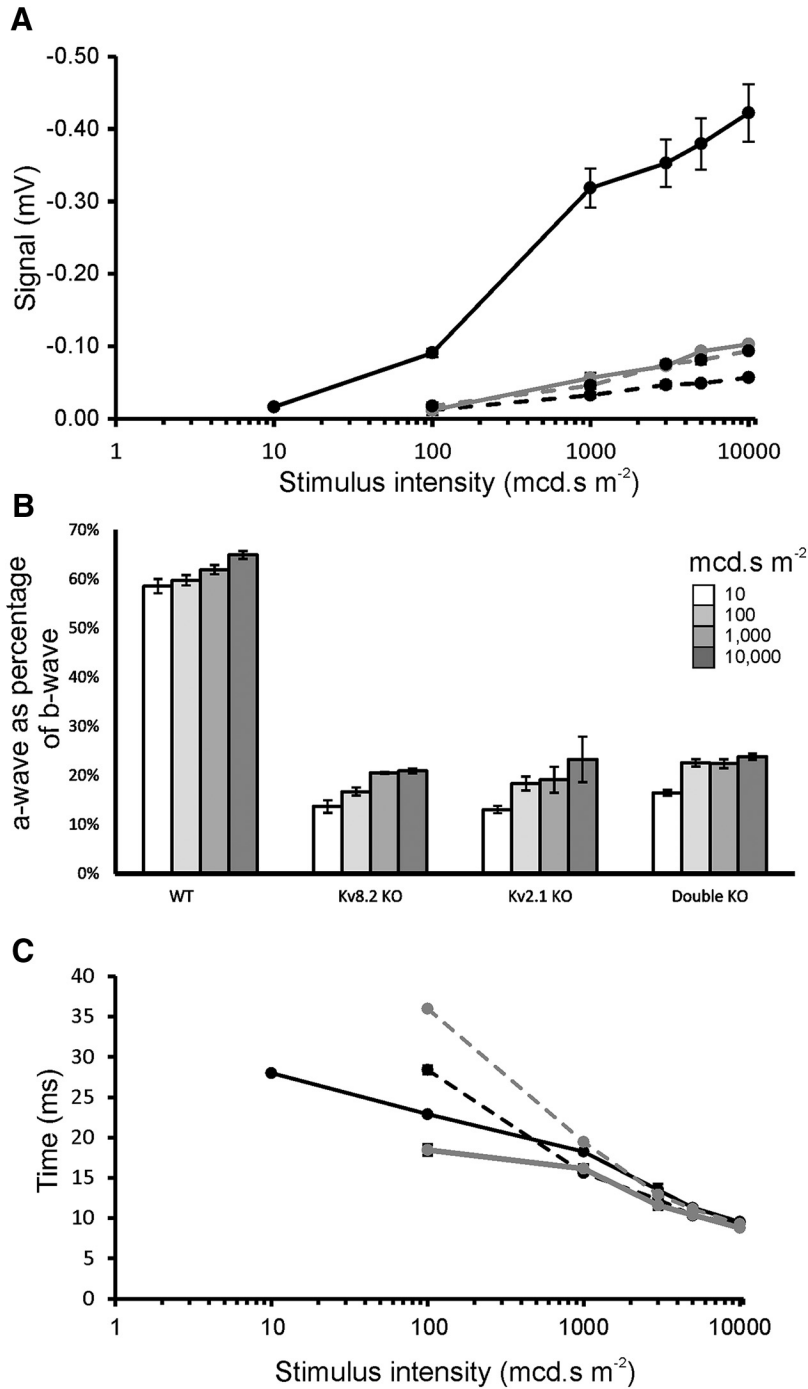 A
-0.50
-0.40
-0.30
-0.20
-0.10
0.00
Signal (mV)
1
10
100
1000
10000
Stimulus intensity (mcd.s m-2)
B
70%
60%
50%
40%
30%
20%
10%
0%
a-wave as percentage
of b-wave
mcd.s m-2
10
100
1,000
10,000
WT
Kv8.2 KO
Kv2.1 KO
Double KO
C
40
35
30
25
20
15
10
5
0
Time (ms)
1
10
100
1000
10000
Stimulus intensity (mcd.s m-2)